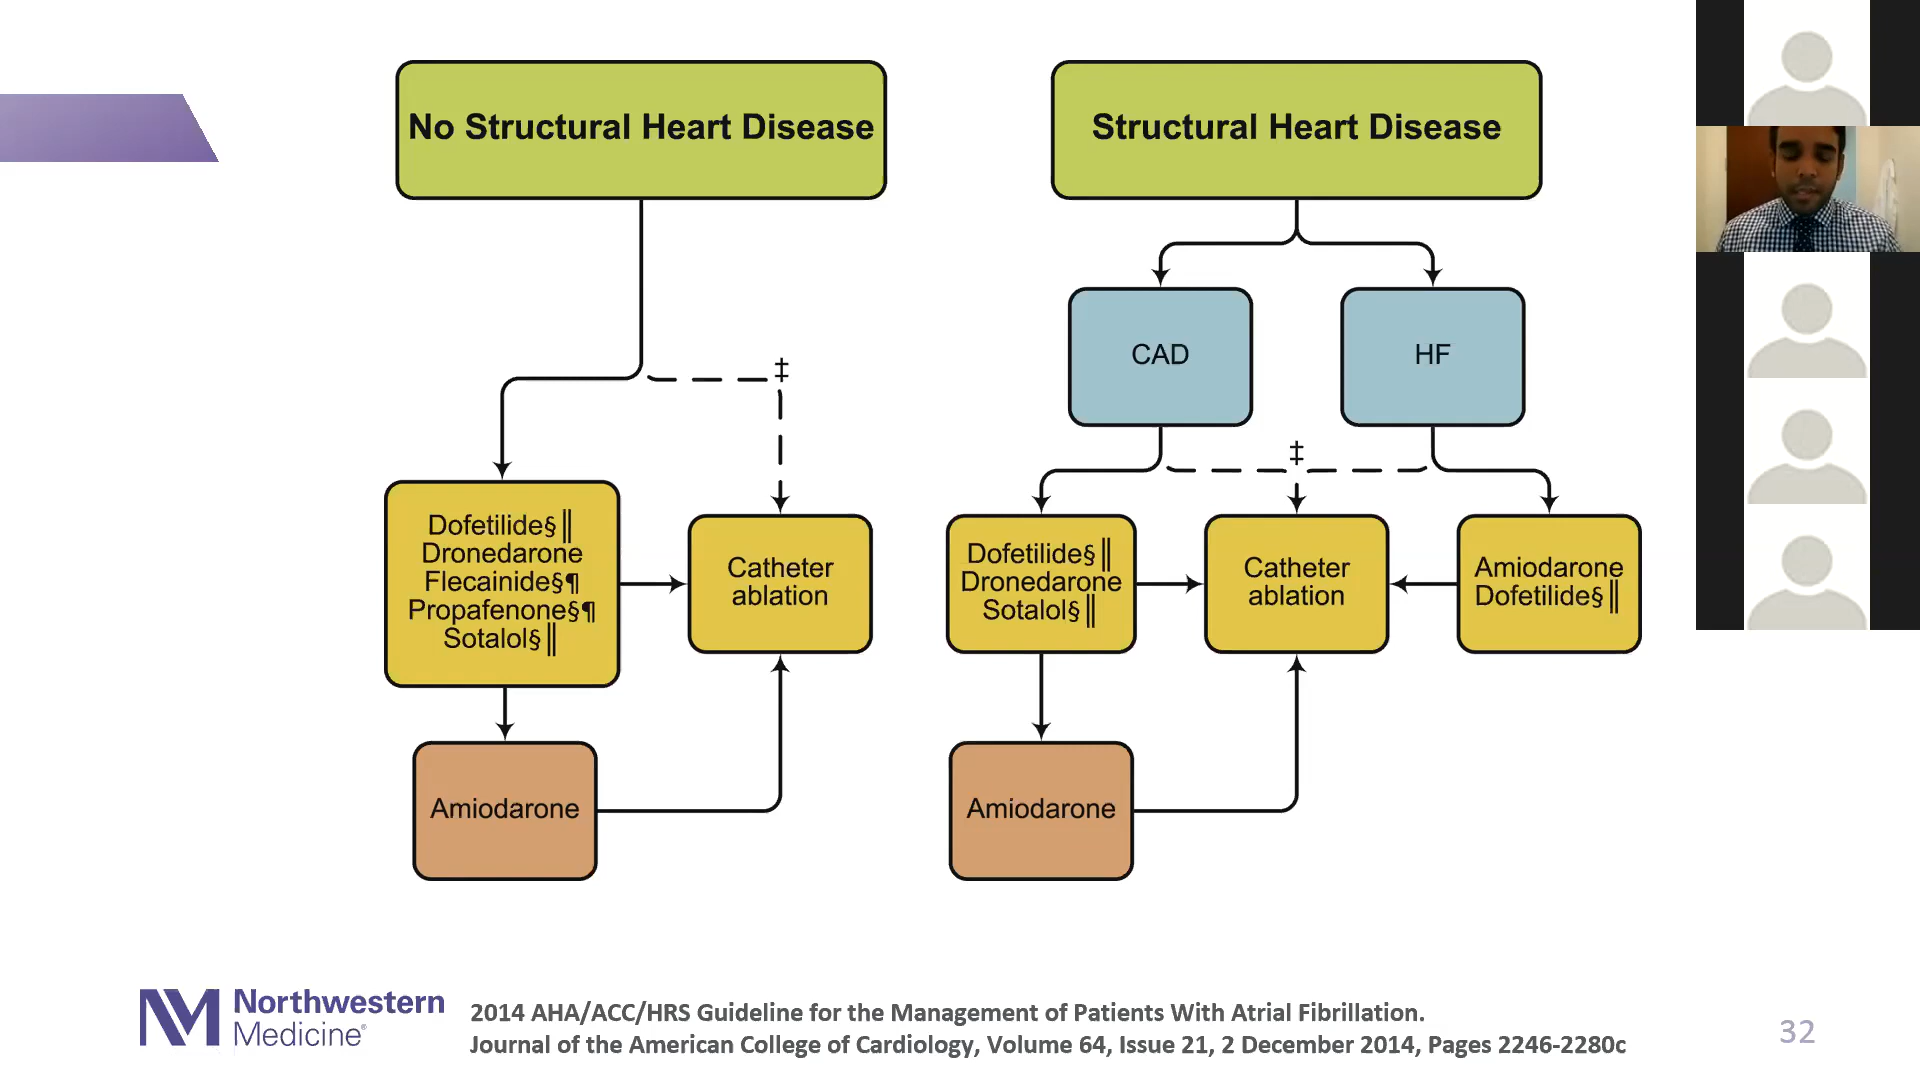 No Structural Heart Disease
‡
Dofetilide§║
Dronedarone
Flecainide§¶
Propafenone§¶
Sotalol§║
Catheter
ablation
Amiodarone
Structural Heart Disease
CAD
HF
‡
Dofetilide§║
Dronedarone
Sotalol§║
Catheter
ablation
Amiodarone
Dofetilide§║
Amiodarone
Northwestern
Medicine®
2014 AHA/ACC/HRS Guideline for the Management of Patients With Atrial Fibrillation.
Journal of the American College of Cardiology, Volume 64, Issue 21, 2 December 2014, Pages 2246-2280c
32